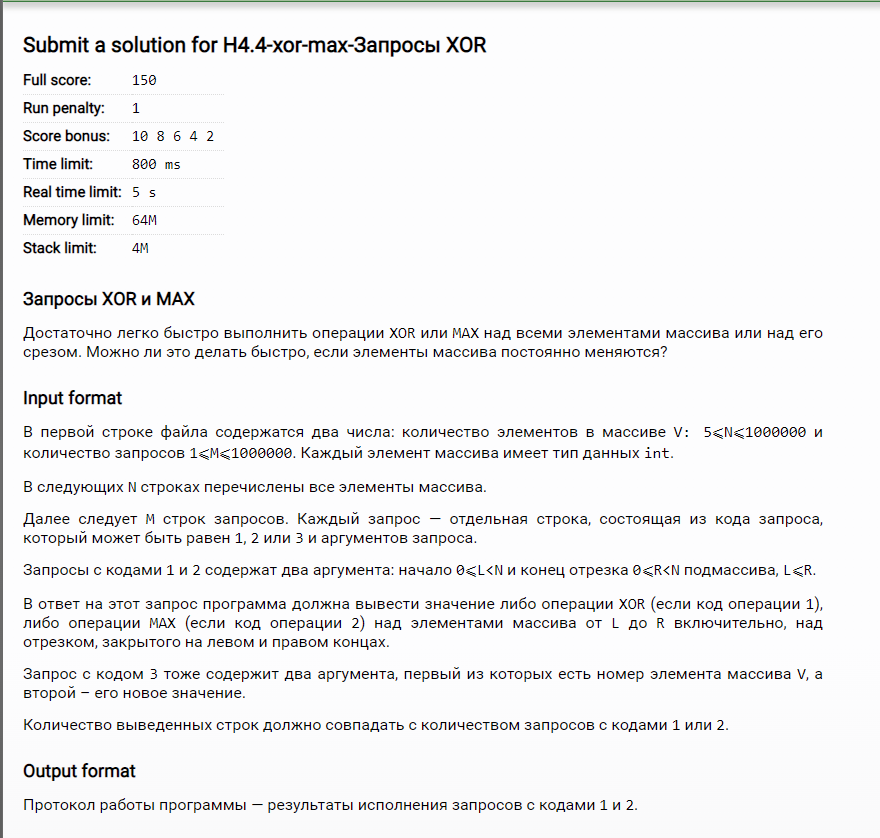 Submit a solution for H4.4-xor-max-Запросы XOR
Full score: 150
Run penalty: 1
Score bonus: 10 8 6 4 2
Time limit: 800 ms
Real time limit: 5 s
Memory limit: 64M
Stack limit: 4M
Запросы XOR и MAX
Достаточно легко быстро выполнить операции XOR или MAX над всеми элементами массива или над его
срезом. Можно ли это делать быстро, если элементы массива постоянно меняются?
Input format
В первой строке файла содержатся два числа: количество элементов в массиве V: 5⩽N⩽1000000 и
количество запросов 1⩽M⩽1000000. Каждый элемент массива имеет тип данных int.
В следующих N строках перечислены все элементы массива.
Далее следует M строк запросов. Каждый запрос — отдельная строка, состоящая из кода запроса,
который может быть равен 1, 2 или 3 и аргументов запроса.
Запросы с кодами 1 и 2 содержат два аргумента: начало 0⩽L<N и конец отрезка 0⩽R<N подмассива, L⩽R.
В ответ на этот запрос программа должна вывести значение либо операции XOR (если код операции 1),
либо операции MAX (если код операции 2) над элементами массива от L до R включительно, над
отрезком, закрытого на левом и правом концах.
Запрос с кодом 3 тоже содержит два аргумента, первый из которых есть номер элемента массива V, а
второй – его новое значение.
Количество выведенных строк должно совпадать с количеством запросов с кодами 1 или 2.
Output format
Протокол работы программы — результаты исполнения запросов с кодами 1 и 2.